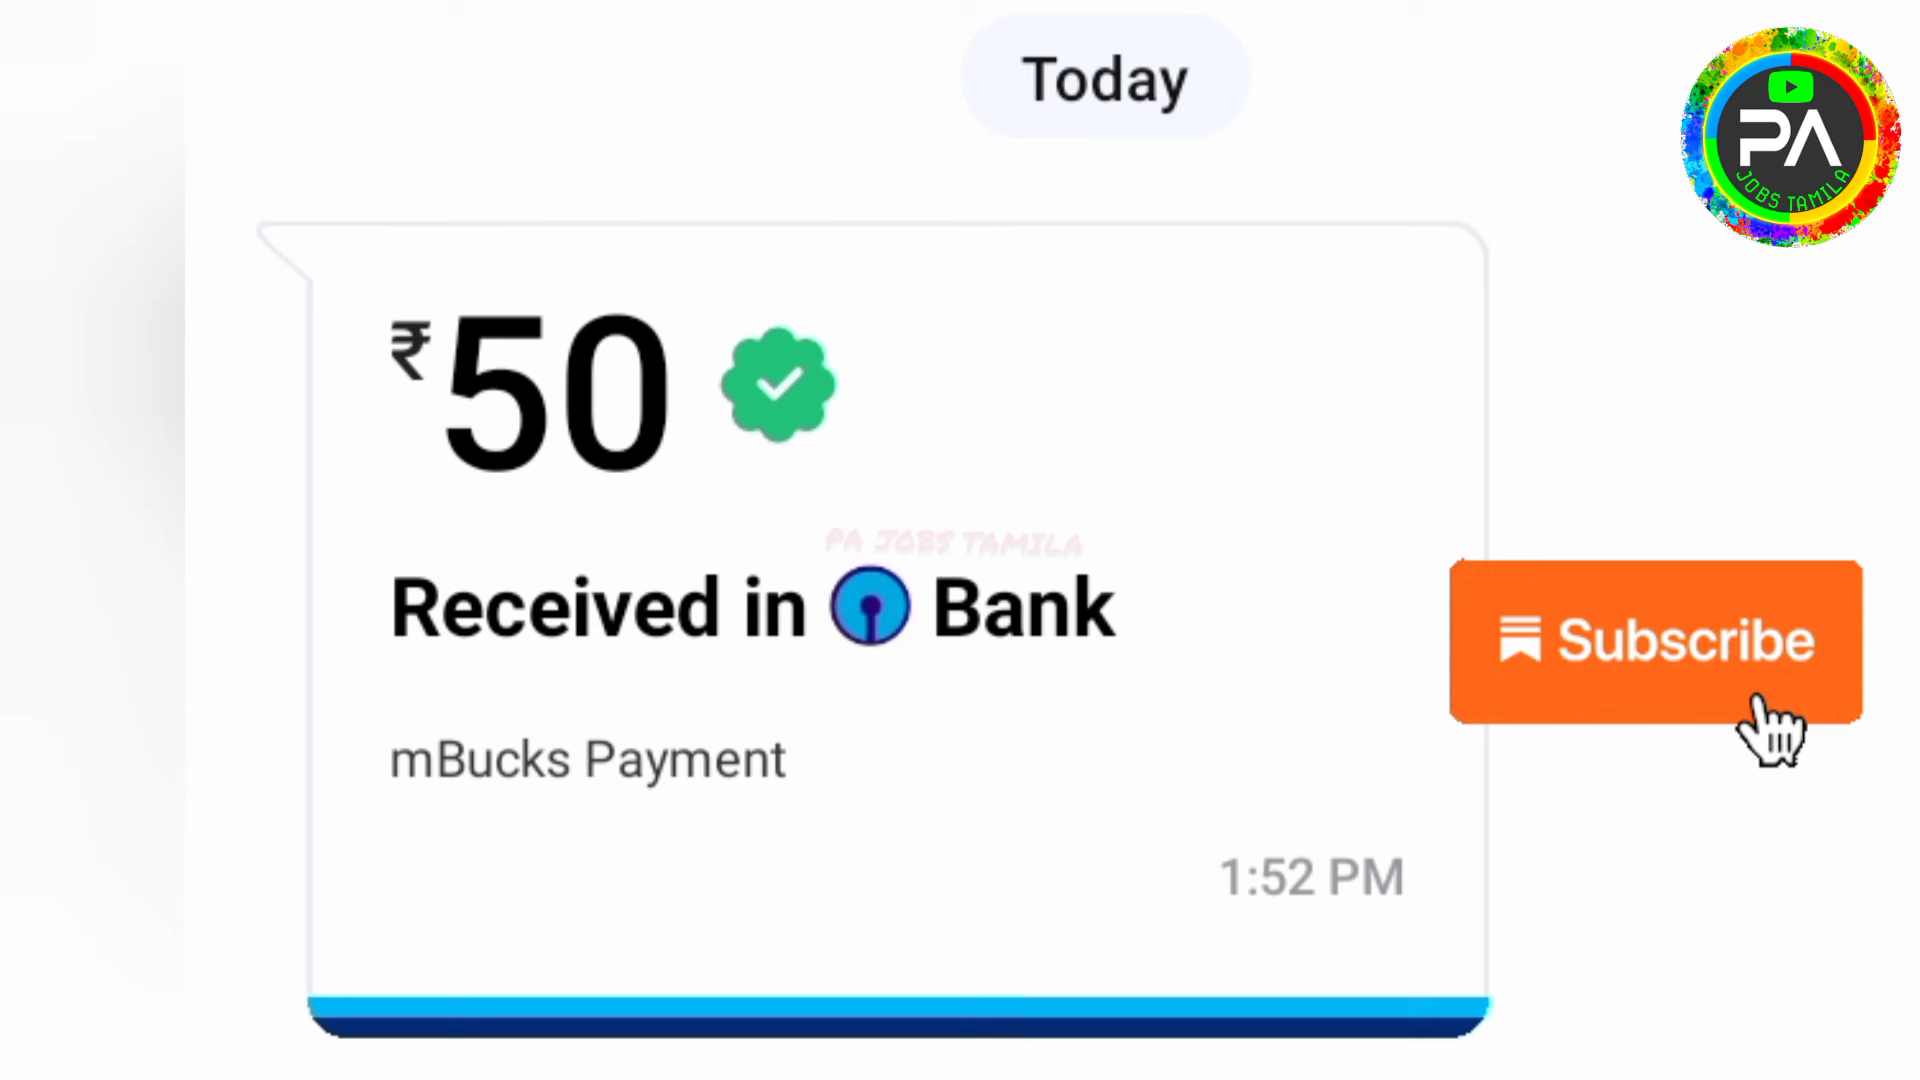 Today
PA
JOBS TAMILA
₹50
PA JOBS TAMILA
Received in Bank
Subscribe
mBucks Payment
1:52 PM